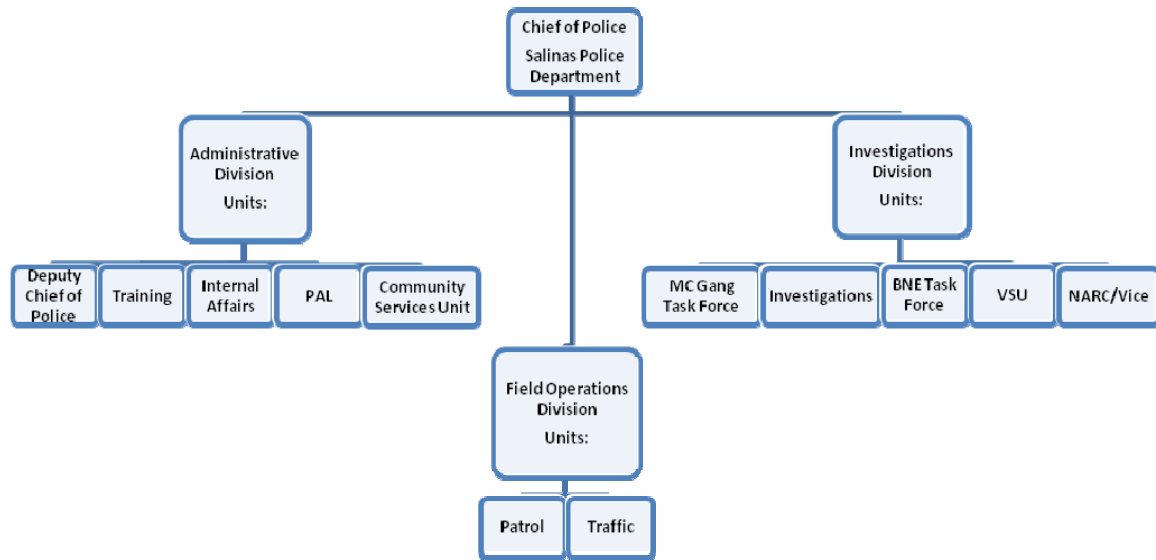 Chief of Police
Salinas Police
Department
Administrative
Division
Units:
Investigations
Division
Units:
Deputy
Chief of
Police
Training
Internal
Affairs
PAL
Community
Services Unit
MC Gang
Task Force
Investigations
BNE Task
Force
VSU
NARC/Vice
Field Operations
Division
Units:
Patrol
Traffic